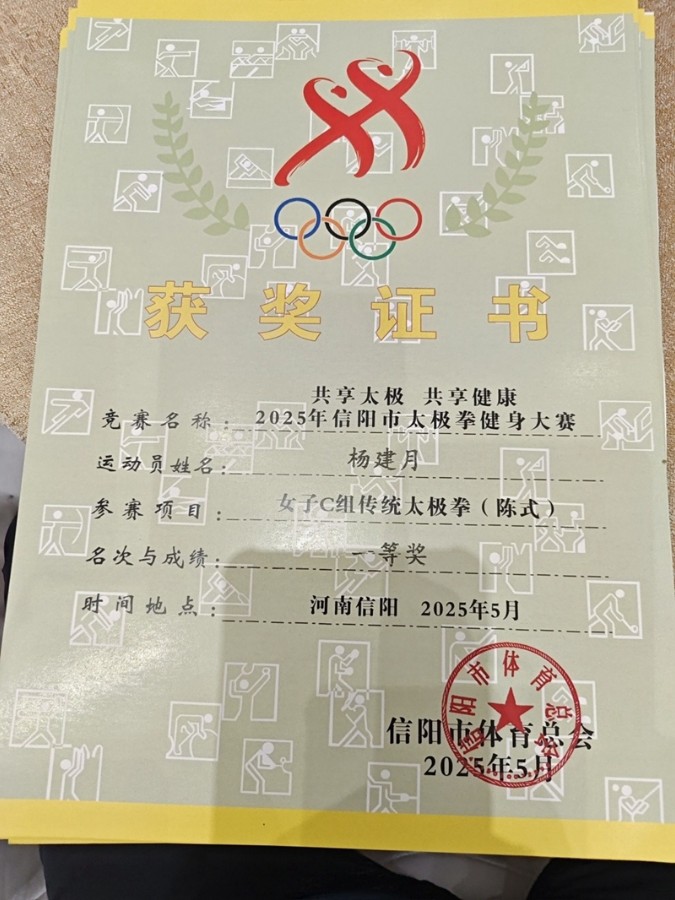 获奖证书
共享太极 共享健康
竞赛名称：2025年信阳市太极拳健身大赛
运动员姓名：杨建月
参赛项目：女子C组传统太极拳（陈式）
名次与成绩：一等奖
时间地点：河南信阳 2025年5月
信阳市体育总会
信阳市体育总会
2025年5月